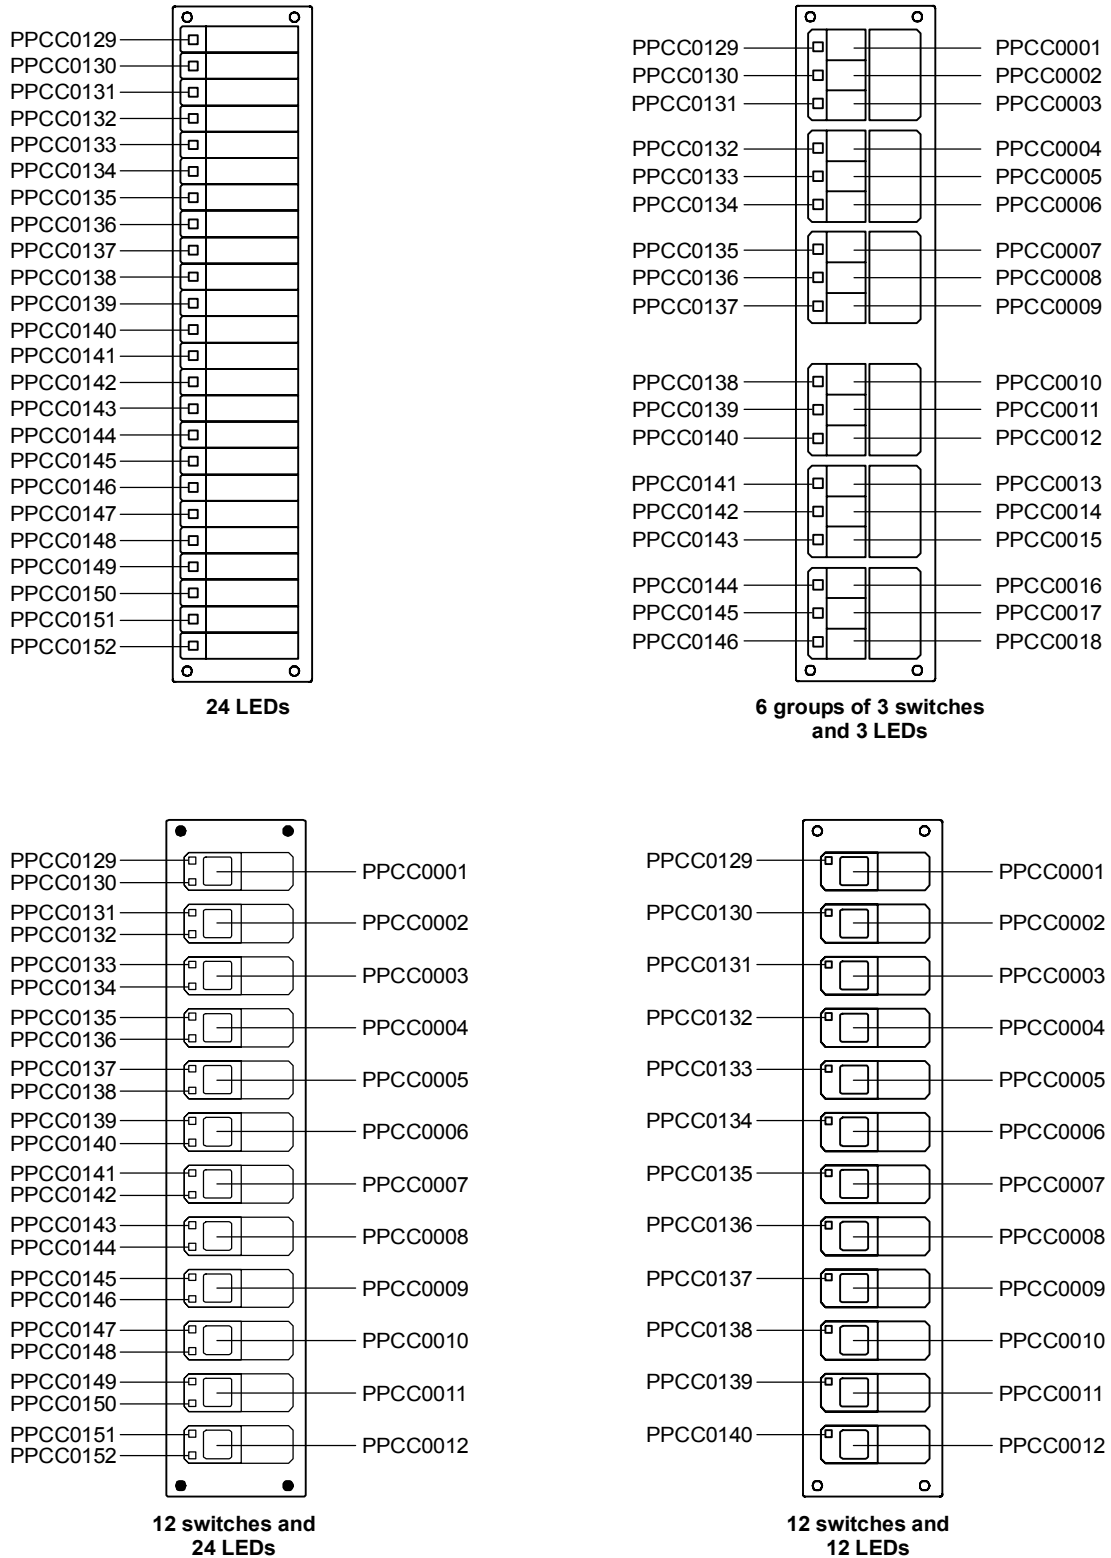 PPCC0129
PPCC0130
PPCC0131
PPCC0132
PPCC0133
PPCC0134
PPCC0135
PPCC0136
PPCC0137
PPCC0138
PPCC0139
PPCC0140
PPCC0141
PPCC0142
PPCC0143
PPCC0144
PPCC0145
PPCC0146
PPCC0147
PPCC0148
PPCC0149
PPCC0150
PPCC0151
PPCC0152
24 LEDs
PPCC0129 PPCC0001
PPCC0130 PPCC0002
PPCC0131 PPCC0003
PPCC0132 PPCC0004
PPCC0133 PPCC0005
PPCC0134 PPCC0006
PPCC0135 PPCC0007
PPCC0136 PPCC0008
PPCC0137 PPCC0009
PPCC0138 PPCC0010
PPCC0139 PPCC0011
PPCC0140 PPCC0012
PPCC0141 PPCC0013
PPCC0142 PPCC0014
PPCC0143 PPCC0015
PPCC0144 PPCC0016
PPCC0145 PPCC0017
PPCC0146 PPCC0018
6 groups of 3 switches
and 3 LEDs
PPCC0129
PPCC0001
PPCC0130
PPCC0131
PPCC0002
PPCC0132
PPCC0133
PPCC0003
PPCC0134
PPCC0135
PPCC0004
PPCC0136
PPCC0137
PPCC0005
PPCC0138
PPCC0139
PPCC0006
PPCC0140
PPCC0141
PPCC0007
PPCC0142
PPCC0143
PPCC0008
PPCC0144
PPCC0145
PPCC0009
PPCC0146
PPCC0147
PPCC0010
PPCC0148
PPCC0149
PPCC0011
PPCC0150
PPCC0151
PPCC0012
PPCC0152
12 switches and
24 LEDs
PPCC0129
PPCC0001
PPCC0130
PPCC0002
PPCC0131
PPCC0003
PPCC0132
PPCC0004
PPCC0133
PPCC0005
PPCC0134
PPCC0006
PPCC0135
PPCC0007
PPCC0136
PPCC0008
PPCC0137
PPCC0009
PPCC0138
PPCC0010
PPCC0139
PPCC0011
PPCC0140
PPCC0012
12 switches and
12 LEDs